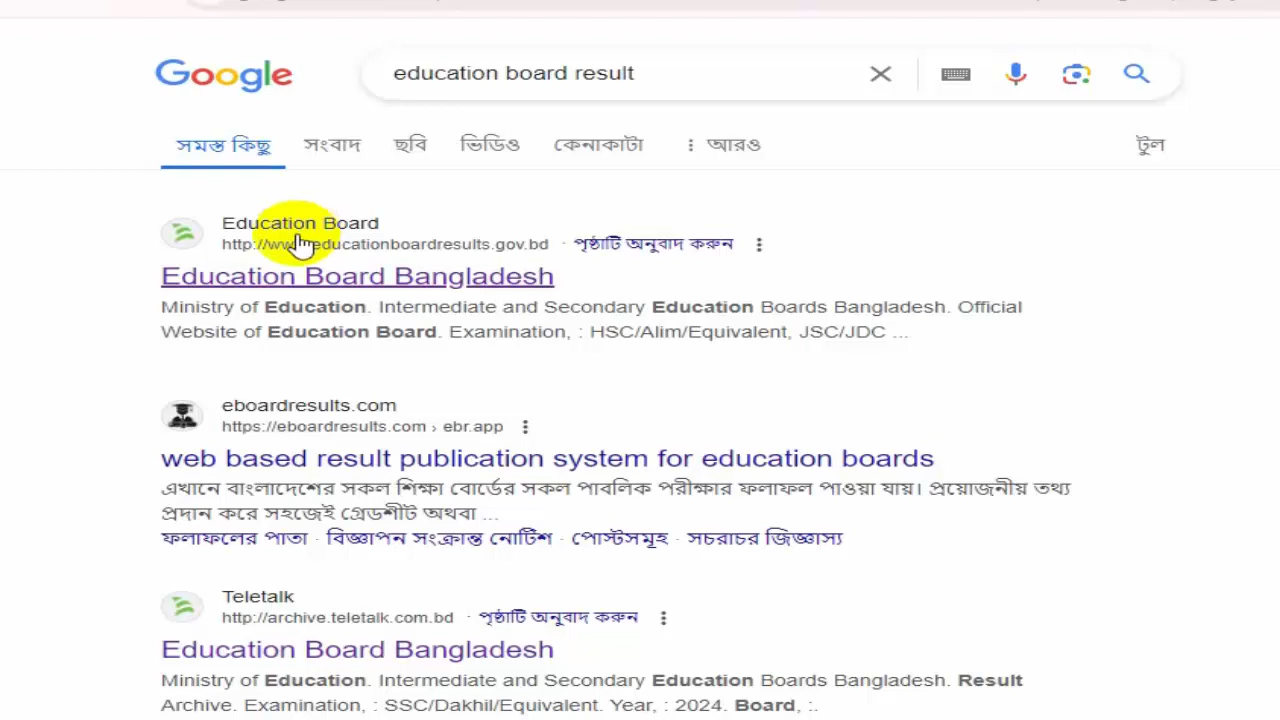 Google
education board result
সমস্ত কিছু সংবাদ ছবি ভিডিও কেনাকাটা আরও টুল
Education Board
http://www.educationboardresults.gov.bd · পৃষ্ঠাটি অনুবাদ করুন
Education Board Bangladesh
Ministry of Education. Intermediate and Secondary Education Boards Bangladesh. Official
Website of Education Board. Examination, : HSC/Alim/Equivalent, JSC/JDC ...
eboardresults.com
https://eboardresults.com › ebr.app
web based result publication system for education boards
এখানে বাংলাদেশের সকল শিক্ষা বোর্ডের সকল পাবলিক পরীক্ষার ফলাফল পাওয়া যায়। প্রয়োজনীয় তথ্য
প্রদান করে সহজেই গ্রেডশীট অথবা ...
ফলাফলের পাতা · বিজ্ঞাপন সংক্রান্ত নোটিশ · পোস্টসমূহ · সচরাচর জিজ্ঞাস্য
Teletalk
http://archive.teletalk.com.bd · পৃষ্ঠাটি অনুবাদ করুন
Education Board Bangladesh
Ministry of Education. Intermediate and Secondary Education Boards Bangladesh. Result
Archive. Examination, : SSC/Dakhil/Equivalent. Year, : 2024. Board, :.